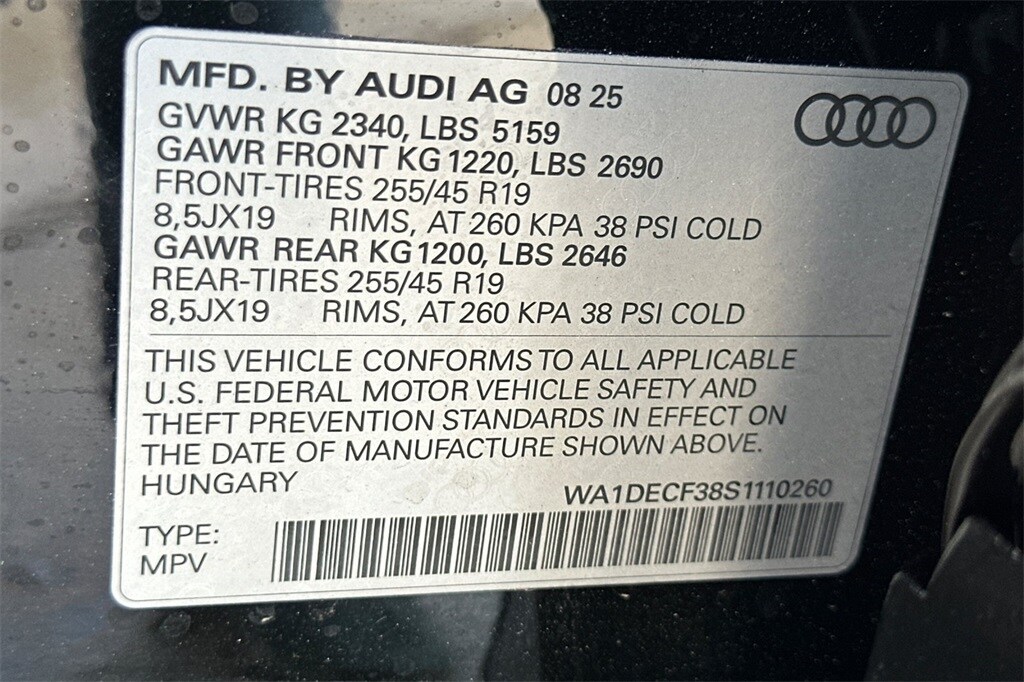 MFD. BY AUDI AG 08 25
GVWR KG 2340, LBS 5159
GAWR FRONT KG 1220, LBS 2690
FRONT-TIRES 255/45 R19
8,5JX19 RIMS, AT 260 KPA 38 PSI COLD
GAWR REAR KG 1200, LBS 2646
REAR-TIRES 255/45 R19
8,5JX19 RIMS, AT 260 KPA 38 PSI COLD
THIS VEHICLE CONFORMS TO ALL APPLICABLE
U.S. FEDERAL MOTOR VEHICLE SAFETY AND
THEFT PREVENTION STANDARDS IN EFFECT ON
THE DATE OF MANUFACTURE SHOWN ABOVE.
HUNGARY
WA1DECF38S1110260
TYPE:
MPV